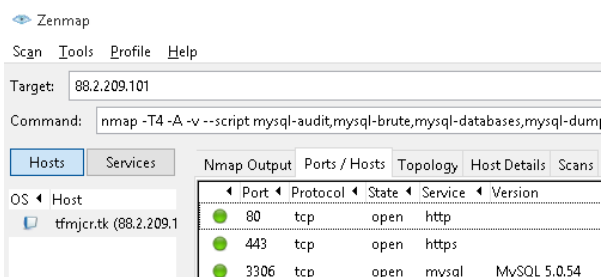 Zenmap
Scan Tools Profile Help
Target: 88.2.209.101
Command: nmap -T4 -A -v --script mysql-audit,mysql-brute,mysql-databases,mysql-dump
Hosts Services Nmap Output Ports / Hosts Topology Host Details Scans
OS Host Port Protocol State Service Version
tfmjcr.tk (88.2.209.1 80 tcp open http
443 tcp open https
3306 tcp open mysql MySQL 5.0.54